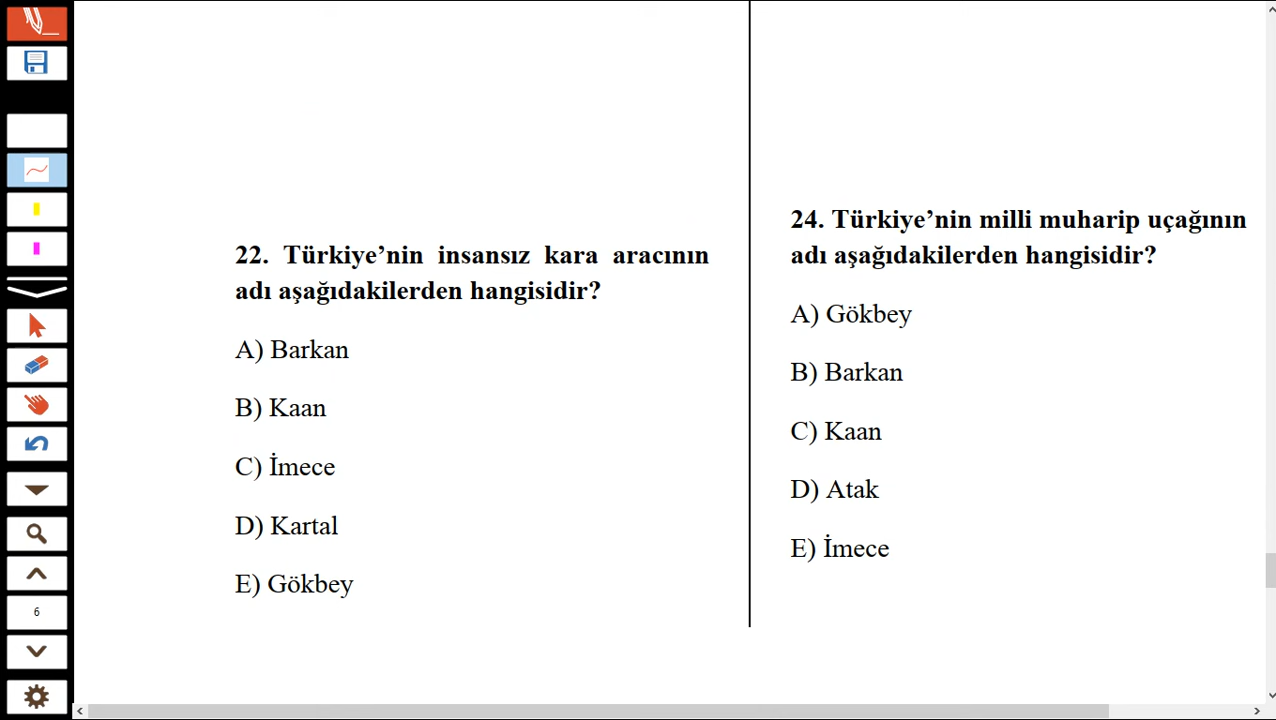 22. Türkiye’nin insansız kara aracının
adı aşağıdakilerden hangisidir?
A) Barkan
B) Kaan
C) İmece
D) Kartal
E) Gökbey
24. Türkiye’nin milli muharip uçağının
adı aşağıdakilerden hangisidir?
A) Gökbey
B) Barkan
C) Kaan
D) Atak
E) İmece
6